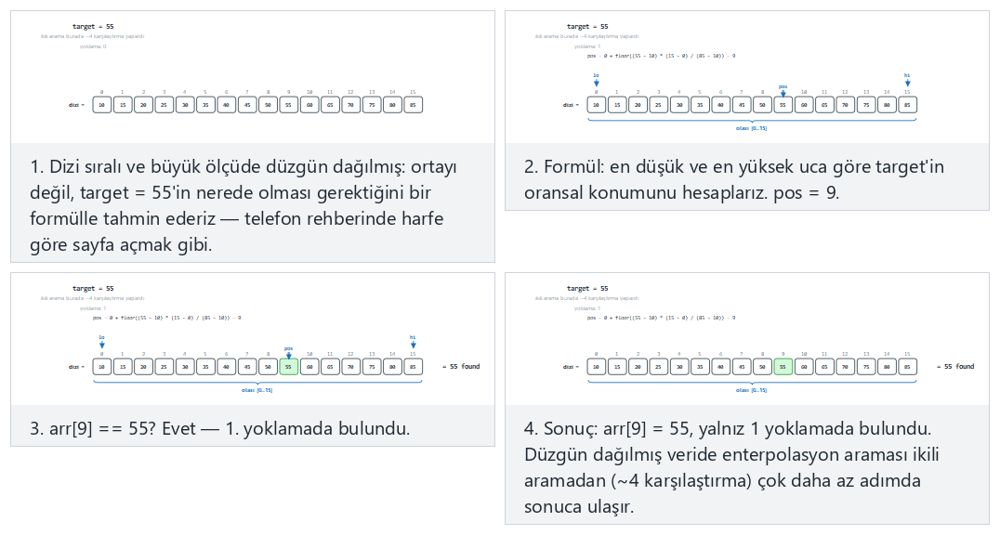 target = 55
ikili arama burada ~4 karşılaştırma yapardı
yoklama: 0
0 1 2 3 4 5 6 7 8 9 10 11 12 13 14 15
dizi = 10 15 20 25 30 35 40 45 50 55 60 65 70 75 80 85
1. Dizi sıralı ve büyük ölçüde düzgün dağılmış: ortayı
değil, target = 55'in nerede olması gerektiğini bir
formülle tahmin ederiz — telefon rehberinde harfe
göre sayfa açmak gibi.
target = 55
ikili arama burada ~4 karşılaştırma yapardı
yoklama: 1
pos = 0 + floor((55 - 10) * (15 - 0) / (85 - 10)) = 9
lo pos hi
0 1 2 3 4 5 6 7 8 10 11 12 13 14 15
dizi = 10 15 20 25 30 35 40 45 50 55 60 65 70 75 80 85
olası [0..15]
2. Formül: en düşük ve en yüksek uca göre target'in
oransal konumunu hesaplarız. pos = 9.
target = 55
ikili arama burada ~4 karşılaştırma yapardı
yoklama: 1
pos = 0 + floor((55 - 10) * (15 - 0) / (85 - 10)) = 9
lo pos hi
0 1 2 3 4 5 6 7 8 10 11 12 13 14 15
dizi = 10 15 20 25 30 35 40 45 50 55 60 65 70 75 80 85 = 55 found
olası [0..15]
3. arr[9] == 55? Evet — 1. yoklamada bulundu.
target = 55
ikili arama burada ~4 karşılaştırma yapardı
yoklama: 1
pos = 0 + floor((55 - 10) * (15 - 0) / (85 - 10)) = 9
0 1 2 3 4 5 6 7 8 9 10 11 12 13 14 15
dizi = 10 15 20 25 30 35 40 45 50 55 60 65 70 75 80 85 = 55 found
olası [0..15]
4. Sonuç: arr[9] = 55, yalnız 1 yoklamada bulundu.
Düzgün dağılmış veride enterpolasyon araması ikili
aramadan (~4 karşılaştırma) çok daha az adımda
sonuca ulaşır.